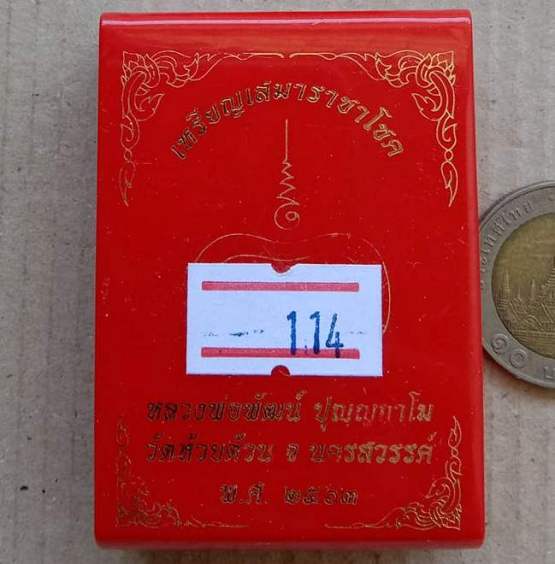 เหรียญเสมาราชาโชค
114
หลวงพ่อพัฒน์ ปุญฺญกาโม
วัดห้วยด้วน จ นครสวรรค์
พ.ศ. ๒๕๖๓
๑๐